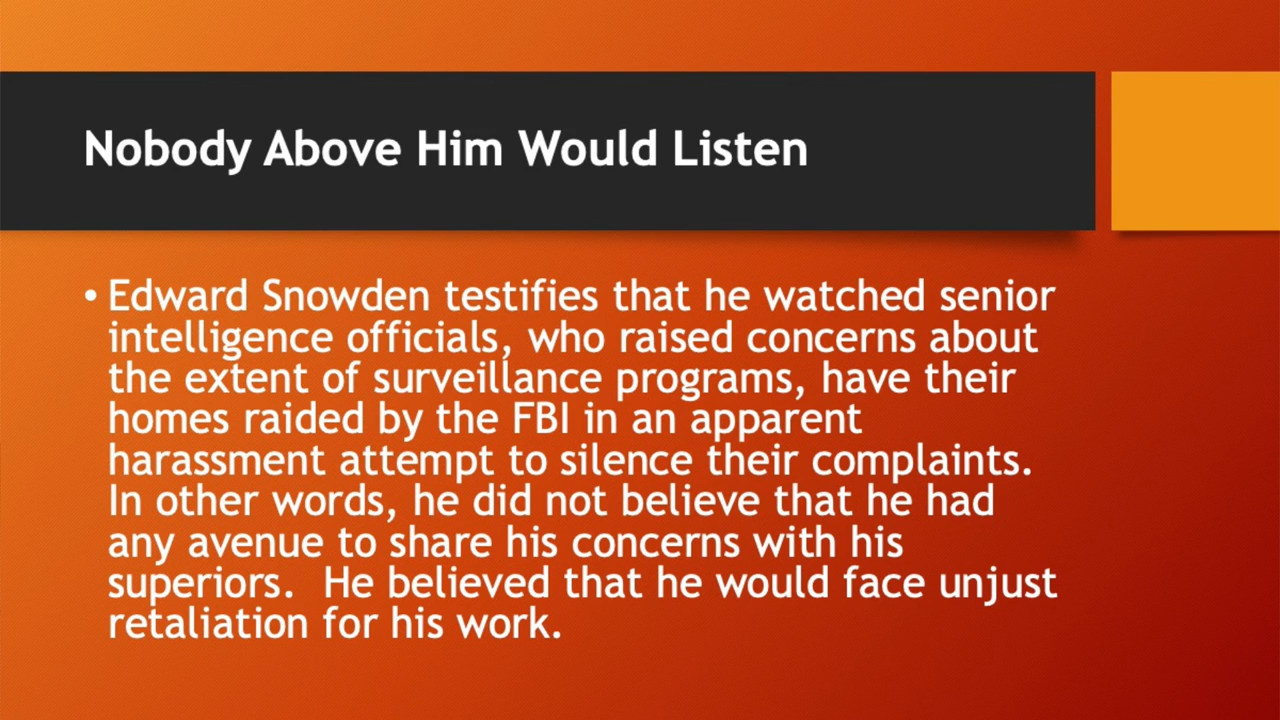 Nobody Above Him Would Listen
• Edward Snowden testifies that he watched senior
intelligence officials, who raised concerns about
the extent of surveillance programs, have their
homes raided by the FBI in an apparent
harassment attempt to silence their complaints.
In other words, he did not believe that he had
any avenue to share his concerns with his
superiors.  He believed that he would face unjust
retaliation for his work.